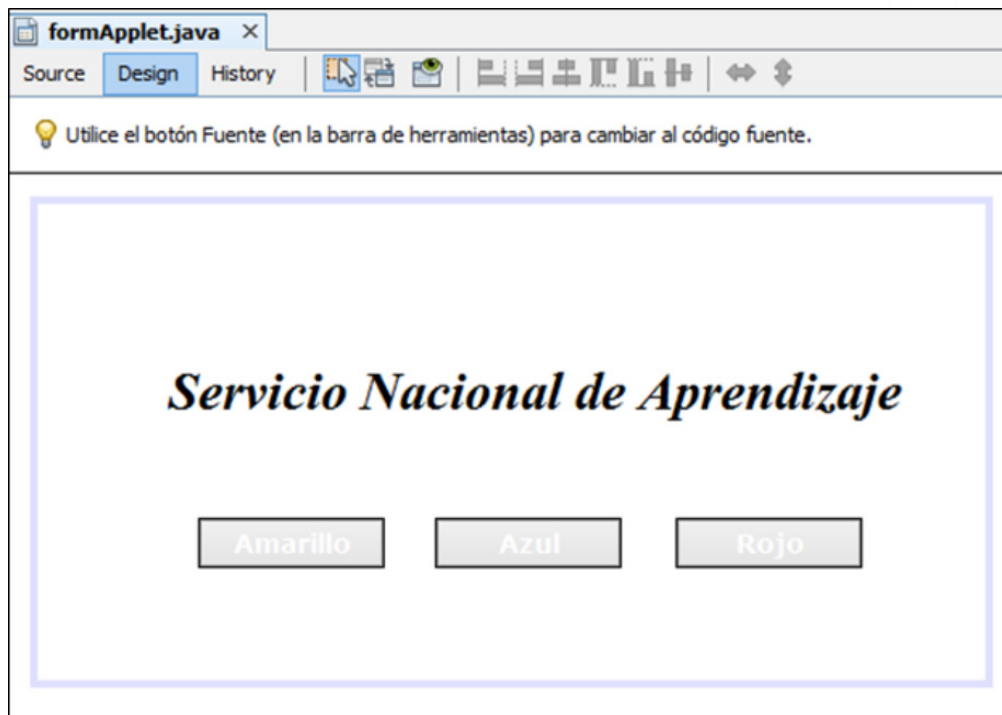 formApplet.java
Source Design History
Utilice el botón Fuente (en la barra de herramientas) para cambiar al código fuente.
Servicio Nacional de Aprendizaje
Amarillo Azul Rojo